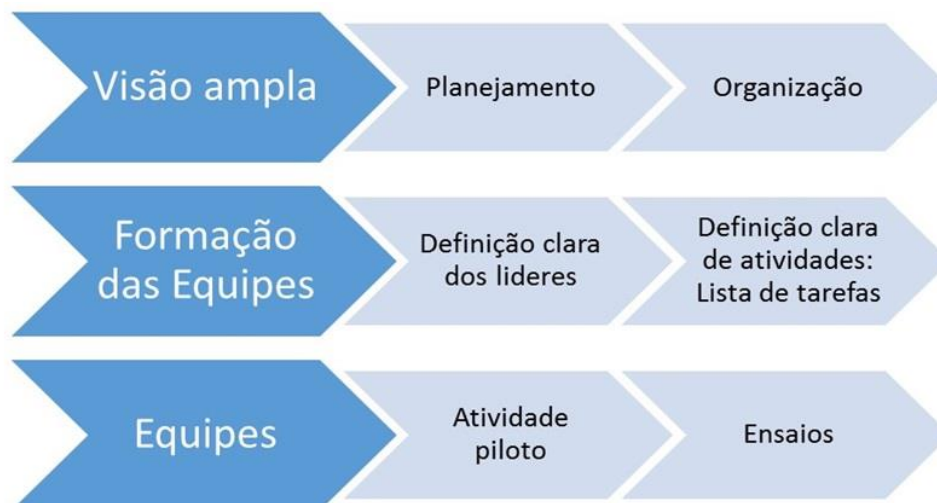 Visão ampla
Planejamento
Organização
Formação
das Equipes
Definição clara
dos lideres
Definição clara
de atividades:
Lista de tarefas
Equipes
Atividade
piloto
Ensaios